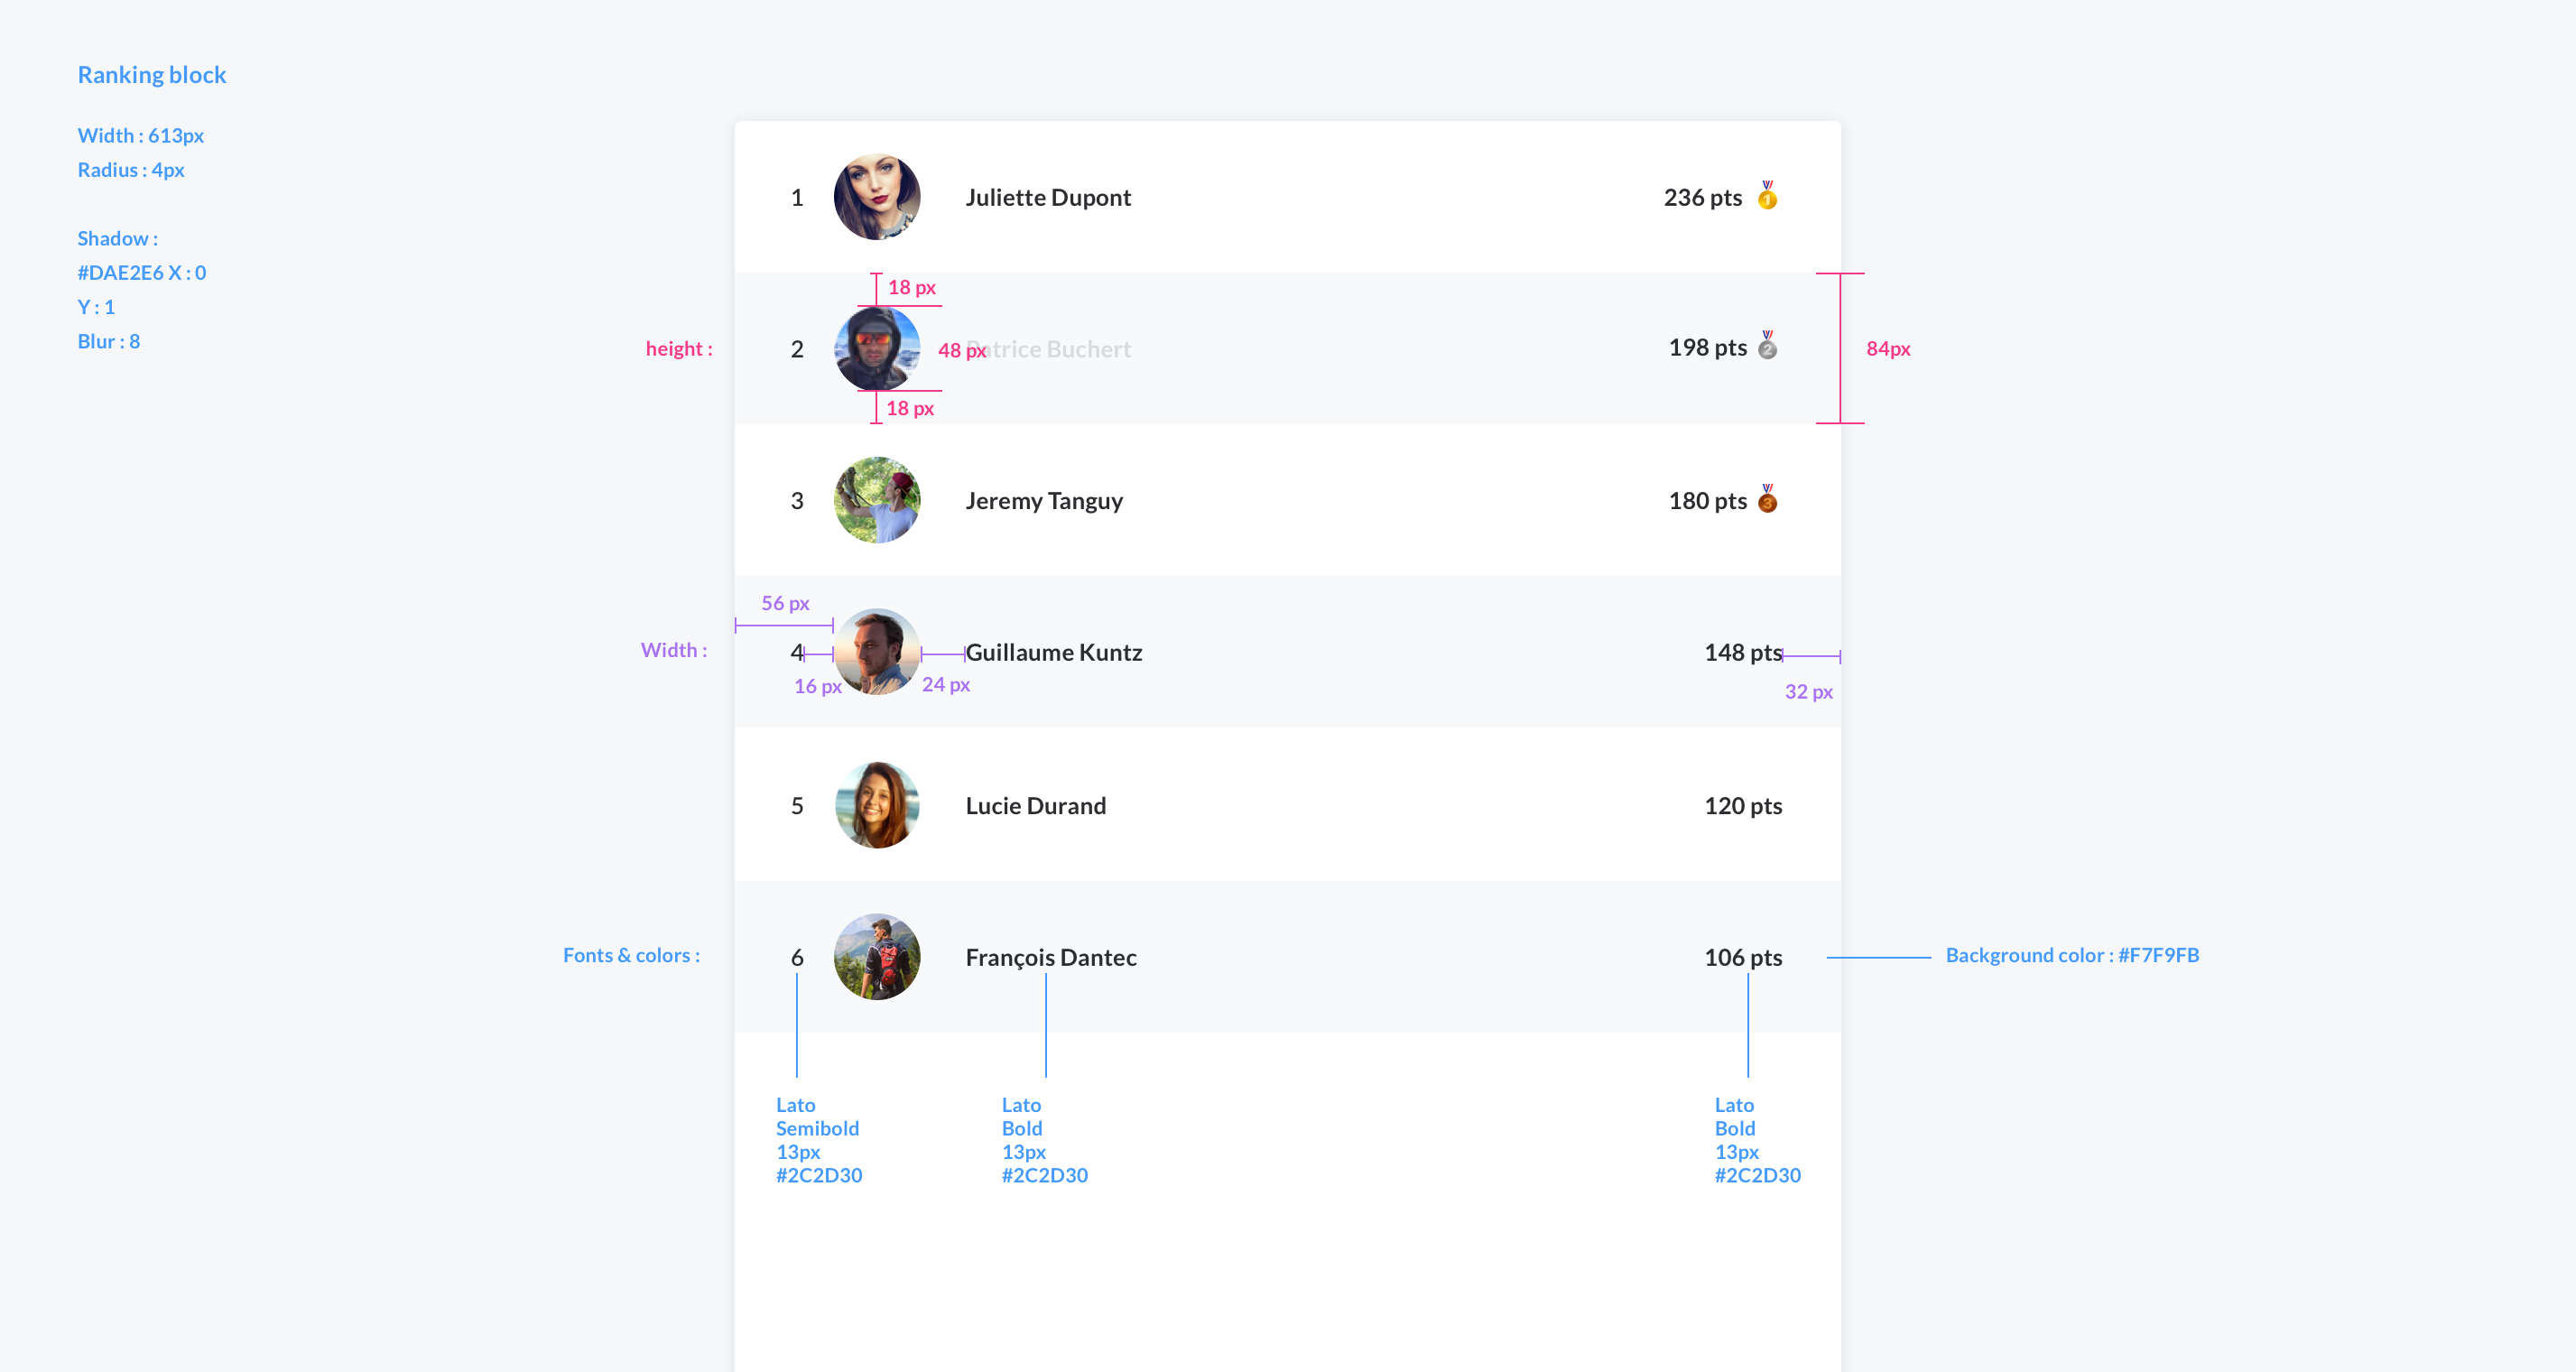 Ranking block
Width : 613px
Radius : 4px
Shadow :
#DAE2E6 X : 0
Y : 1
Blur : 8
1 Juliette Dupont 236 pts 1
18 px
height : 2 48 px Patrice Buchert 198 pts 2 84px
18 px
3 Jeremy Tanguy 180 pts 3
56 px
Width : 4 Guillaume Kuntz 148 pts
16 px 24 px 32 px
5 Lucie Durand 120 pts
Fonts & colors : 6 François Dantec 106 pts Background color : #F7F9FB
Lato
Semibold
13px
#2C2D30
Lato
Bold
13px
#2C2D30
Lato
Bold
13px
#2C2D30